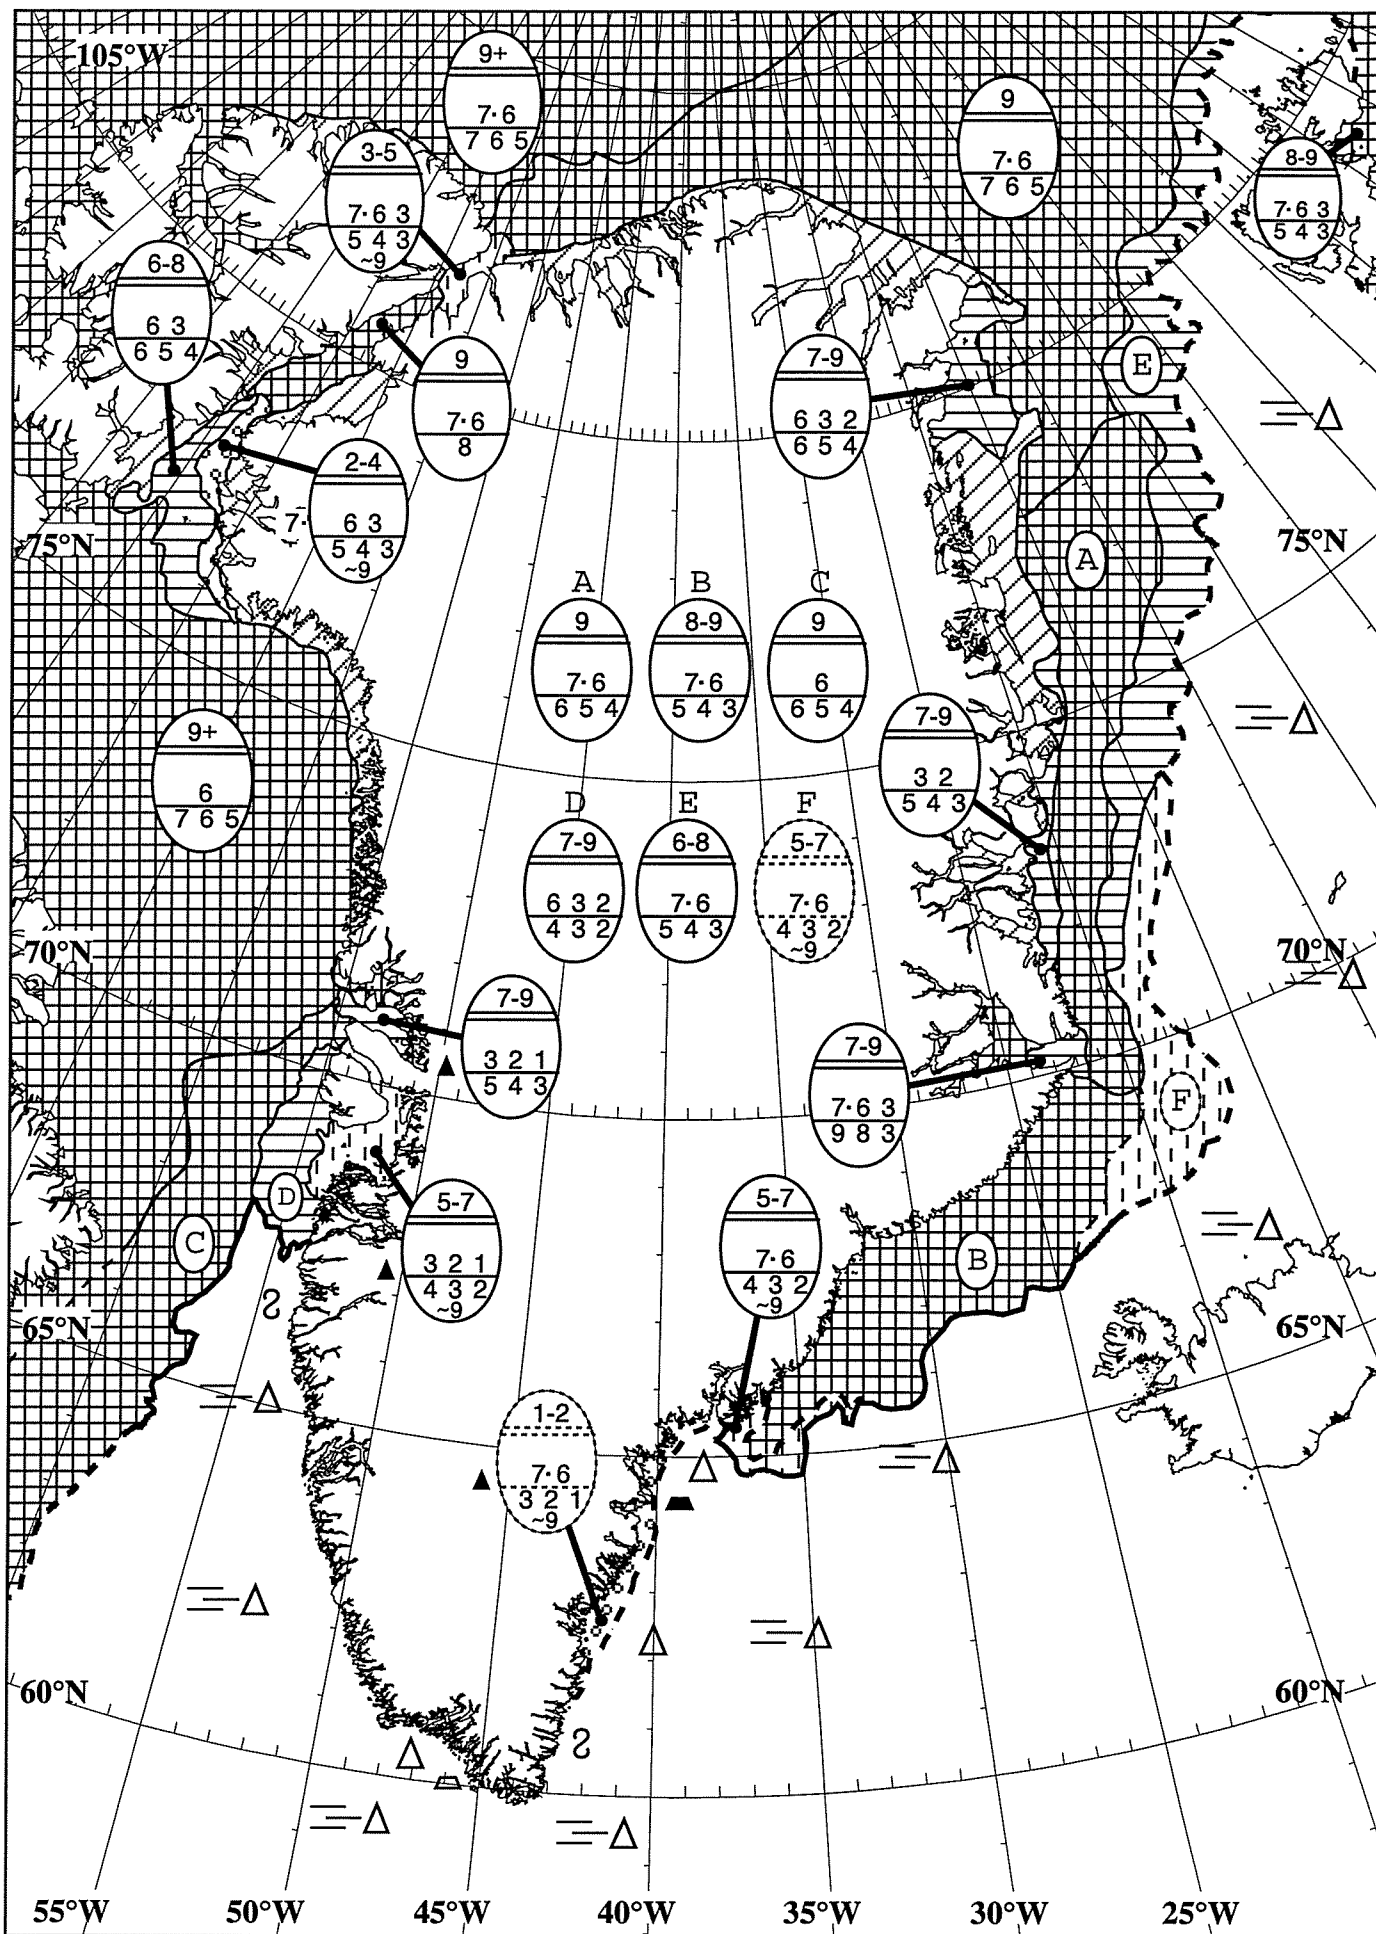 105°W
9+
7• 6
7 6 5
9
7• 6
7 6 5
3-5
7• 6 3
5 4 3
~9
8-9
7• 6 3
5 4 3
6-8
6 3
6 5 4
9
7• 6
8
7-9
6 3 2
6 5 4
E
2-4
7•
6 3
5 4 3
~9
75°N
75°N
A
A
B
C
9
7• 6
6 5 4
8-9
7• 6
5 4 3
9
6
6 5 4
9+
6
7 6 5
7-9
3 2
5 4 3
D
E
F
7-9
6 3 2
4 3 2
6-8
7• 6
5 4 3
5-7
7• 6
4 3 2
~9
70°N
70°N
7-9
3 2 1
5 4 3
7-9
7• 6 3
9 8 3
F
D
C
5-7
3 2 1
4 3 2
~9
5-7
7• 6
4 3 2
~9
B
65°N
65°N
1-2
7• 6
3 2 1
~9
60°N
60°N
55°W
50°W
45°W
40°W
35°W
30°W
25°W